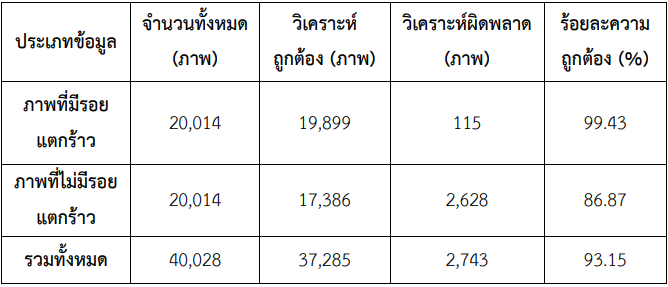 ประเภทข้อมูล จำนวนทั้งหมด (ภาพ) วิเคราะห์ ถูกต้อง (ภาพ) วิเคราะห์ผิดพลาด (ภาพ) ร้อยละความ ถูกต้อง (%)
ภาพที่มีรอย แตกร้าว 20,014 19,899 115 99.43
ภาพที่ไม่มีรอย แตกร้าว 20,014 17,386 2,628 86.87
รวมทั้งหมด 40,028 37,285 2,743 93.15